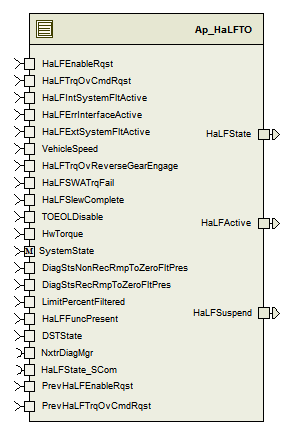 Ap_HaLFTO
HaLFEnableRqst
HaLFTrqOvCmdRqst
HaLFIntSystemFltActive
HaLFErrInterfaceActive
HaLFExtSystemFltActive
HaLFState
VehicleSpeed
HaLFTrqOvReverseGearEngage
HaLFSWATrqFail
HaLFSlewComplete
TOEOLDisable
HaLFActive
HwTorque
M SystemState
DiagStsNonRecRmpToZeroFltPres
DiagStsRecRmpToZeroFltPres
LimitPercentFiltered
HaLFSuspend
HaLFFuncPresent
DSTState
NxtrDiagMgr
HaLFState_SCom
PrevHaLFEnableRqst
PrevHaLFTrqOvCmdRqst